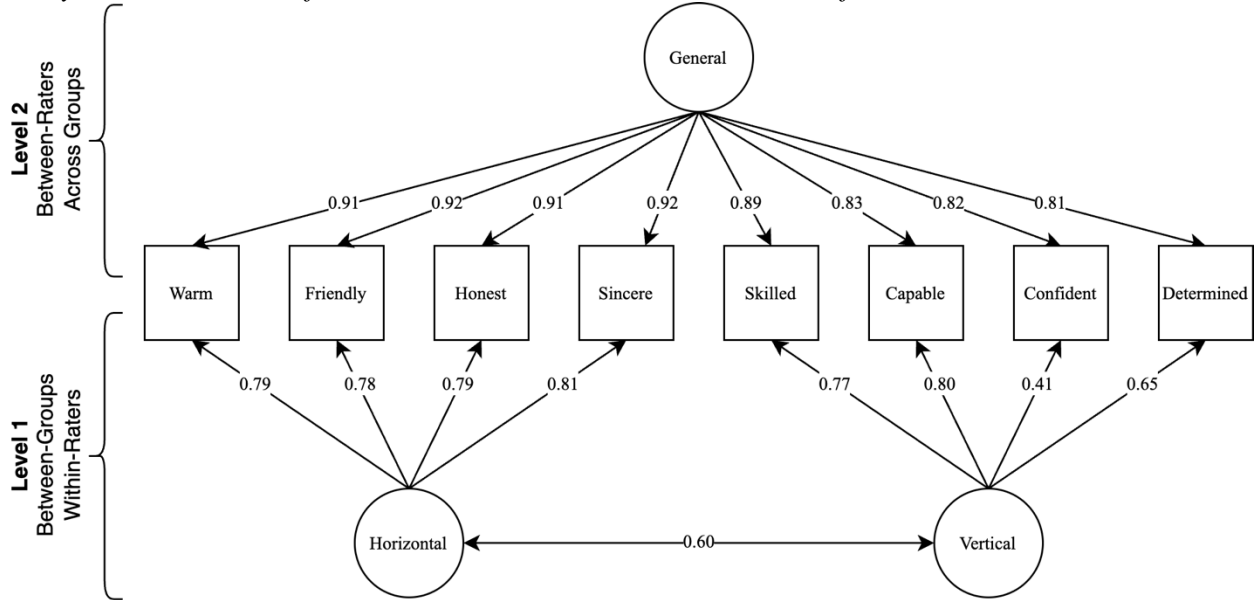 General
Level 2
Between-Raters
Across Groups
0.91
0.92
0.91
0.92
0.89
0.83
0.82
0.81
Warm
Friendly
Honest
Sincere
Skilled
Capable
Confident
Determined
Level 1
Between-Groups
Within-Raters
0.79
0.78
0.79
0.81
0.77
0.80
0.41
0.65
Horizontal
0.60
Vertical